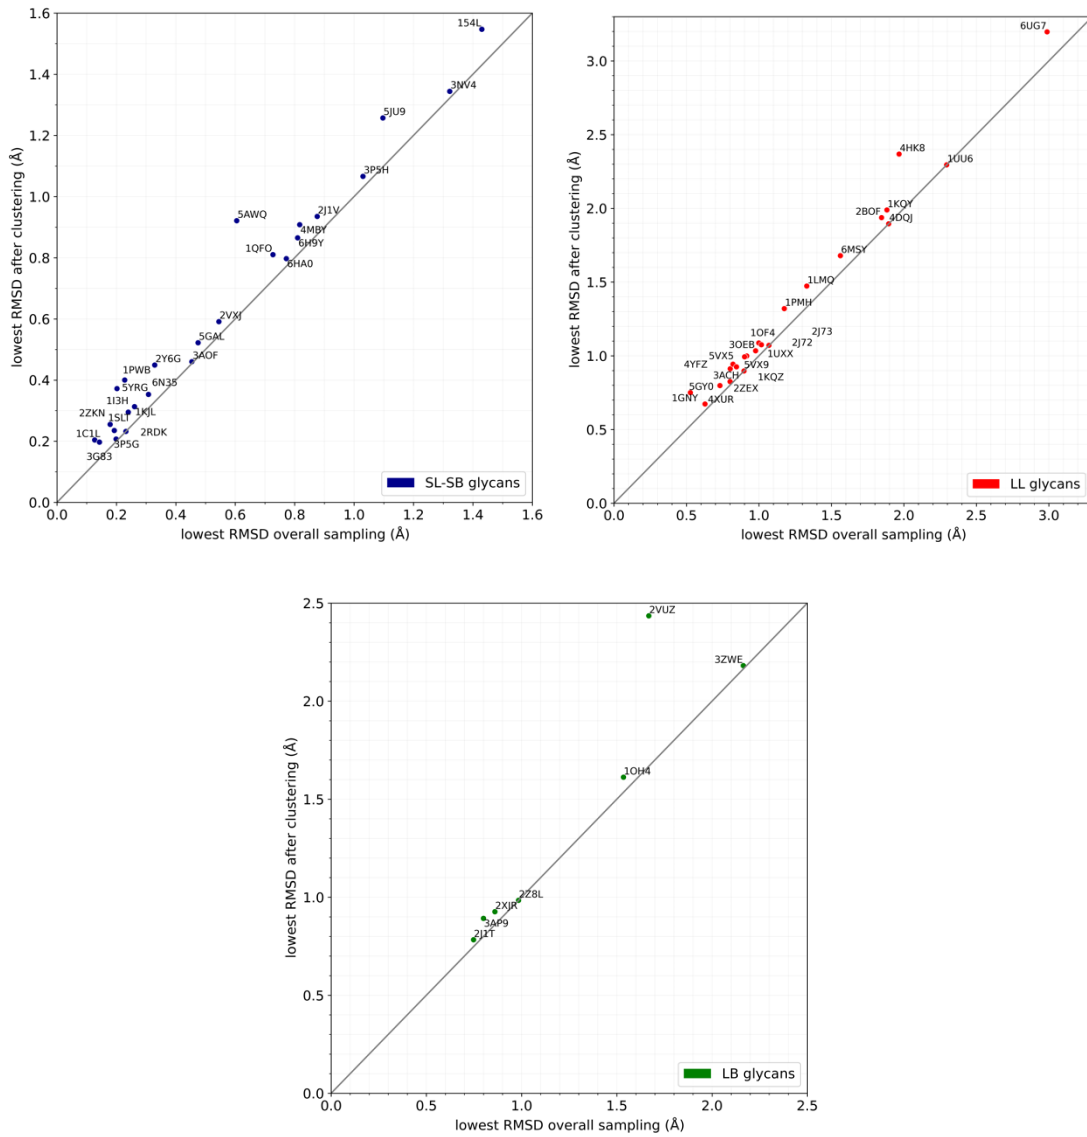 1.6
1.4
1.2
1.0
0.8
0.6
0.4
0.2
0.0
lowest RMSD after clustering (Å)
154L
3NV4
5JU9
3P5H
2J1V
5AWQ
4MBY
6H9Y
1QFO
6HA0
2VXJ
5GAL
2Y6G
3AOF
1PWB
6N35
5YRG
1I3H
2ZKN
1KJL
1SLT
1C1L
2RDK
3P5G
3G83
SL-SB glycans
0.0 0.2 0.4 0.6 0.8 1.0 1.2 1.4 1.6
lowest RMSD overall sampling (Å)
3.0
2.5
2.0
1.5
1.0
0.5
0.0
lowest RMSD after clustering (Å)
6UG7
4HK8
1UU6
1KQY
2BOF
4DQJ
6MSY
1LMQ
1PMH
1OF4
2J73
3OEB
2J72
1UXX
5VX5
4YFZ
5VX9
3ACH
1KQZ
5GY0
2ZEX
1GNY
4XUR
LL glycans
0.0 0.5 1.0 1.5 2.0 2.5 3.0
lowest RMSD overall sampling (Å)
2.5
2.0
1.5
1.0
0.5
0.0
lowest RMSD after clustering (Å)
2VUZ
3ZWE
1OH4
2Z8L
2XJR
3AP9
2J1T
LB glycans
0.0 0.5 1.0 1.5 2.0 2.5
lowest RMSD overall sampling (Å)